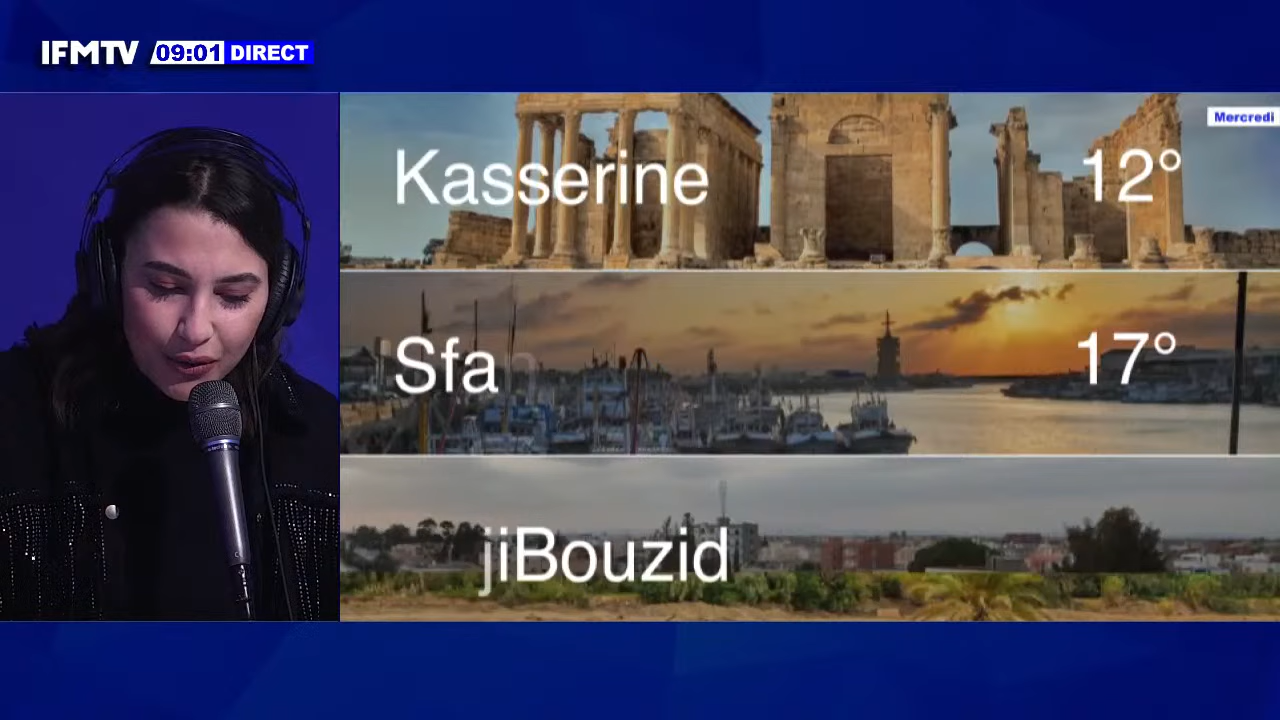 IFMTV 09:01 DIRECT
Mercredi
Kasserine 12°
Sfa 17°
jiBouzid